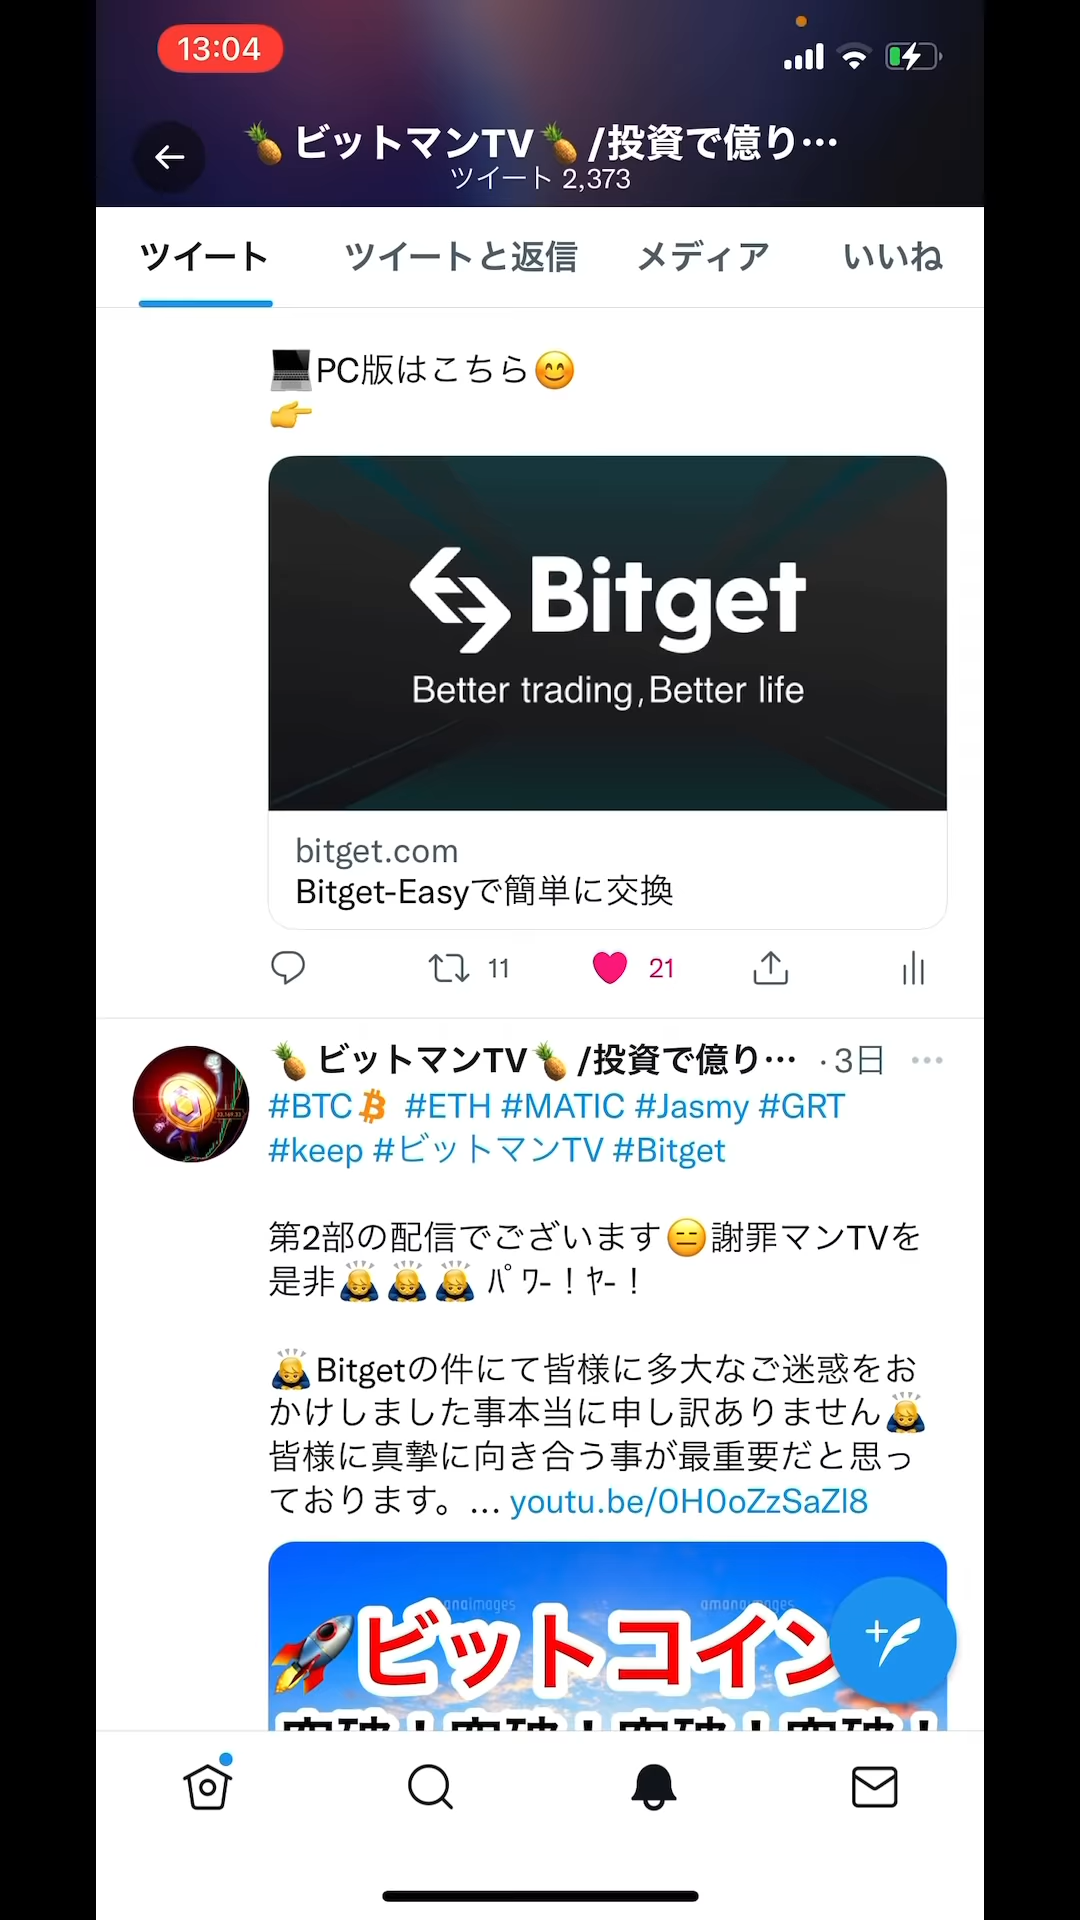 13:04
🍍 ビットマンTV🍍 /投資で億り…
ツイート 2,373
ツイート
ツイートと返信
メディア
いいね
💻PC版はこちら😊
👉
Bitget
Better trading,Better life
bitget.com
Bitget-Easyで簡単に交換
11
21
🍍 ビットマンTV🍍 /投資で億り… ·3日
#BTC #ETH #MATIC #Jasmy #GRT
#keep #ビットマンTV #Bitget
第2部の配信でございます😑謝罪マンTVを
是非🙇🙇🙇 ﾊﾟﾜｰ！ﾔｰ！
🙇Bitgetの件にて皆様に多大なご迷惑をお
かけしました事本当に申し訳ありません🙇
皆様に真摯に向き合う事が最重要だと思っ
ております。… youtu.be/0H0oZzSaZl8
amanaimages
🚀ビットコイン
突破！突破！突破！突破！